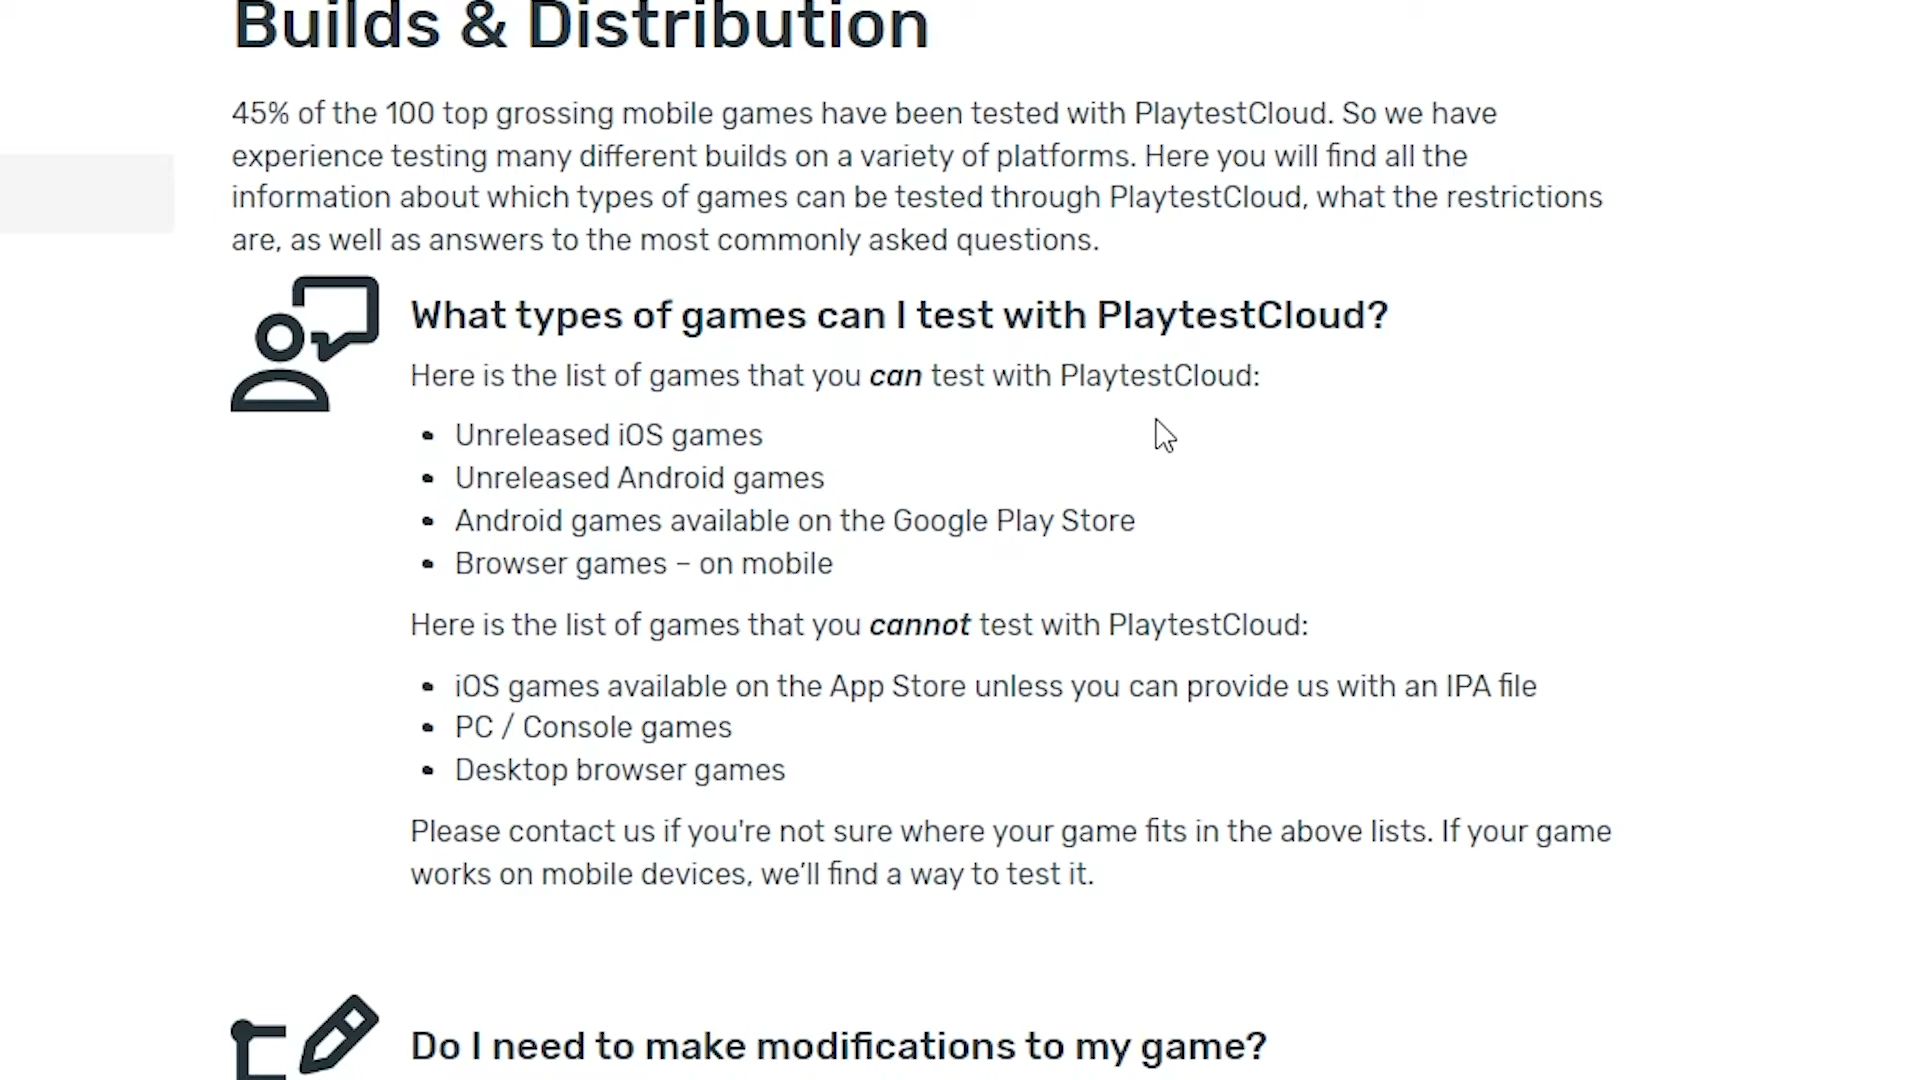 Builds & Distribution
45% of the 100 top grossing mobile games have been tested with PlaytestCloud. So we have
experience testing many different builds on a variety of platforms. Here you will find all the
information about which types of games can be tested through PlaytestCloud, what the restrictions
are, as well as answers to the most commonly asked questions.
What types of games can I test with PlaytestCloud?
Here is the list of games that you can test with PlaytestCloud:
• Unreleased iOS games
• Unreleased Android games
• Android games available on the Google Play Store
• Browser games – on mobile
Here is the list of games that you cannot test with PlaytestCloud:
• iOS games available on the App Store unless you can provide us with an IPA file
• PC / Console games
• Desktop browser games
Please contact us if you're not sure where your game fits in the above lists. If your game
works on mobile devices, we’ll find a way to test it.
Do I need to make modifications to my game?